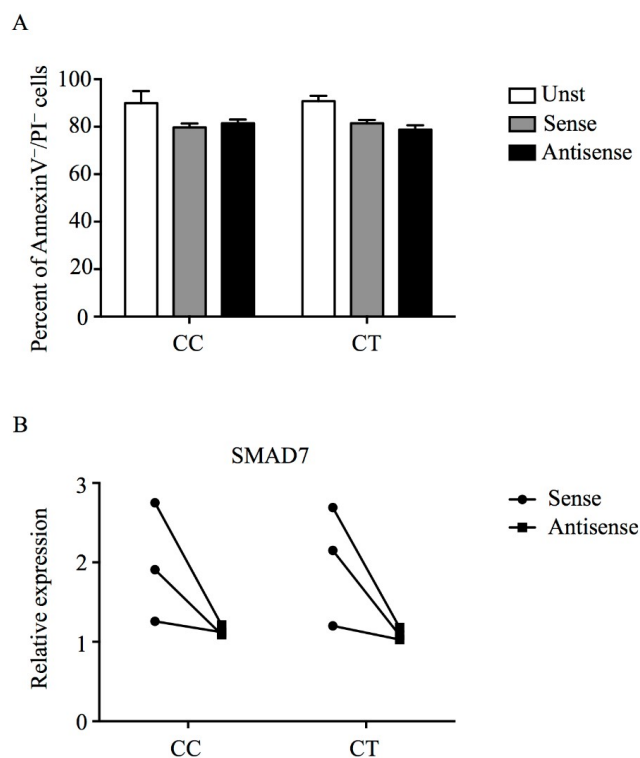 A
Percent of AnnexinV⁻/PI⁻ cells
100
80
60
40
20
0
CC
CT
Unst
Sense
Antisense
B
SMAD7
Relative expression
3
2
1
0
CC
CT
Sense
Antisense